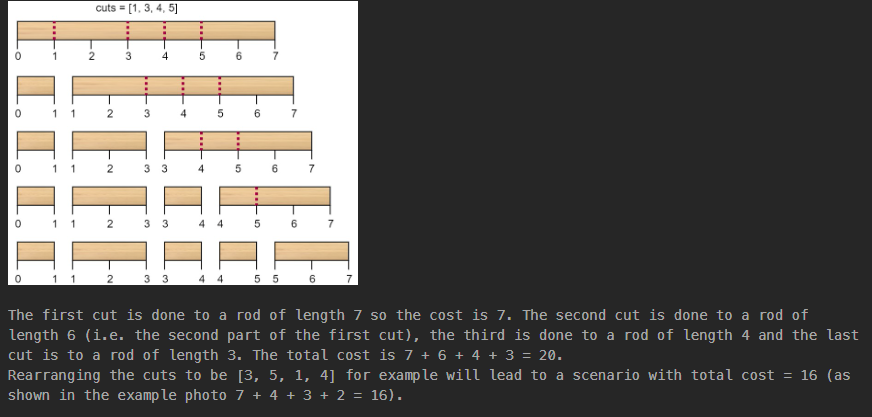 cuts = [1, 3, 4, 5]
0 1 2 3 4 5 6 7
0 1 1 2 3 4 5 6 7
0 1 1 2 3 3 4 5 6 7
0 1 1 2 3 3 4 4 5 6 7
0 1 1 2 3 3 4 4 5 5 6 7
The first cut is done to a rod of length 7 so the cost is 7. The second cut is done to a rod of
length 6 (i.e. the second part of the first cut), the third is done to a rod of length 4 and the last
cut is to a rod of length 3. The total cost is 7 + 6 + 4 + 3 = 20.
Rearranging the cuts to be [3, 5, 1, 4] for example will lead to a scenario with total cost = 16 (as
shown in the example photo 7 + 4 + 3 + 2 = 16).